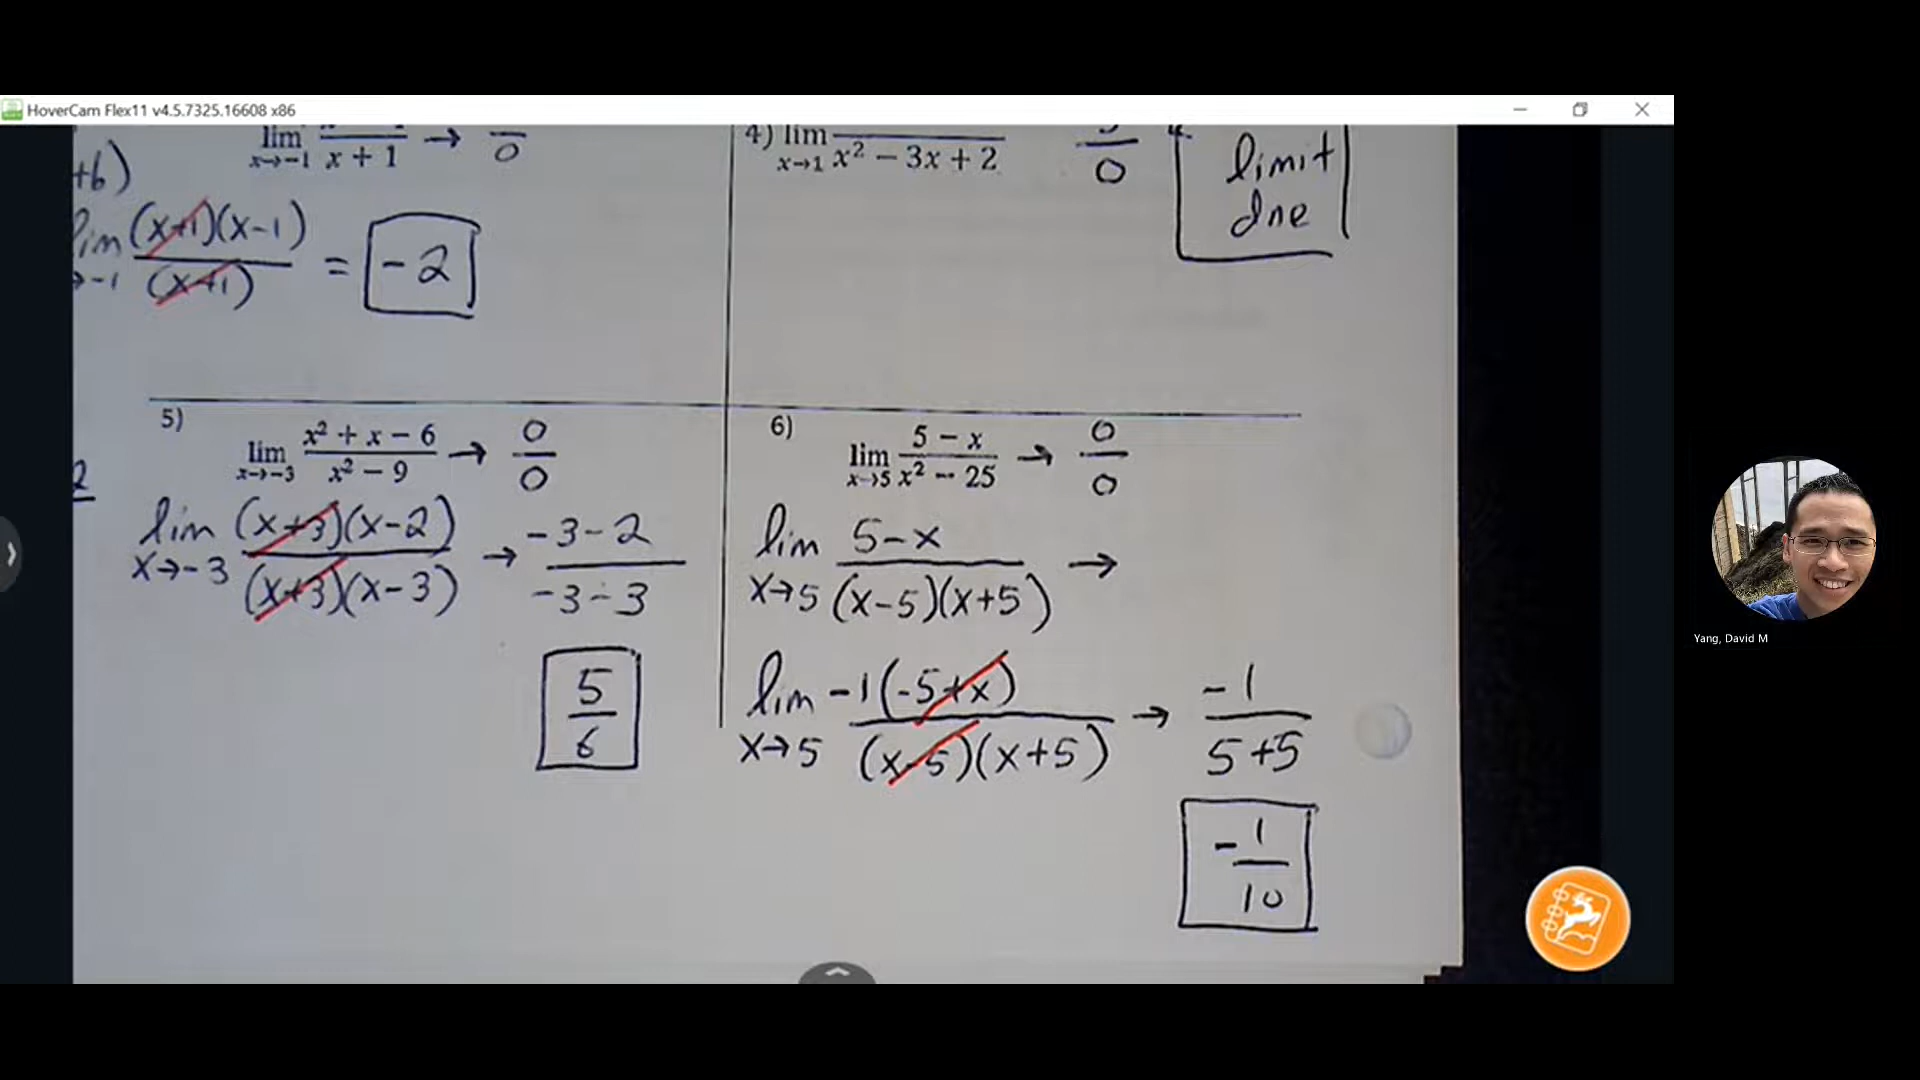 HoverCam Flex11 v4.5.7325.16608 x86
+6)
lim x→-1 x + 1 → 0
lim →-1 (x+1)(x-1) / (x+1) = -2
4) lim x→1 x² − 3x + 2
0
limit
dne
5) lim x→-3 x² + x − 6 / x² − 9 → 0/0
2
lim x→-3 (x+3)(x-2) / (x+3)(x-3) → -3-2 / -3-3
5/6
6) lim x→5 5 − x / x² − 25 → 0/0
lim x→5 5-x / (x-5)(x+5) →
lim x→5 -1(-5+x) / (x-5)(x+5) → -1 / 5+5
-1/10
Yang, David M